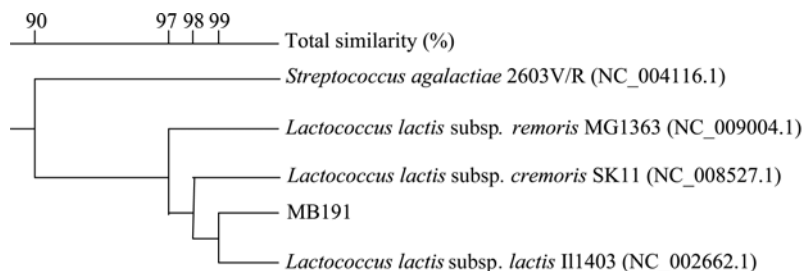 90 97 98 99
Total similarity (%)
Streptococcus agalactiae 2603V/R (NC_004116.1)
Lactococcus lactis subsp. remoris MG1363 (NC_009004.1)
Lactococcus lactis subsp. cremoris SK11 (NC_008527.1)
MB191
Lactococcus lactis subsp. lactis Il1403 (NC_002662.1)